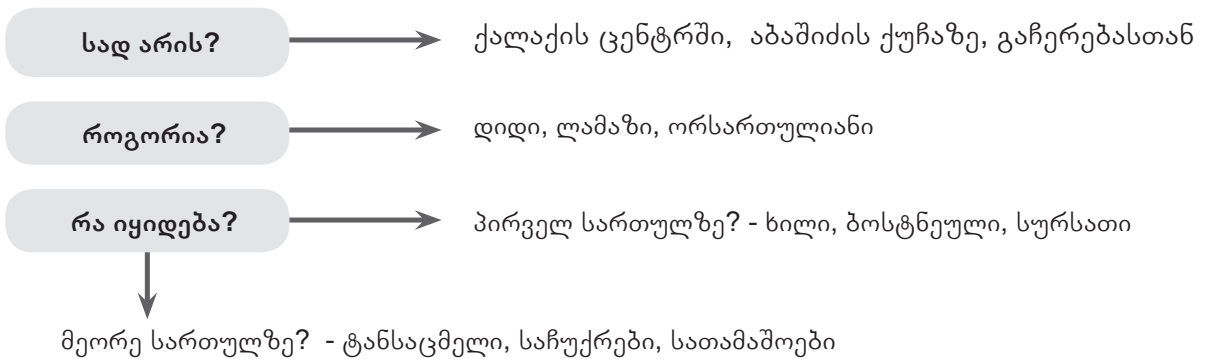 სად არის?
ქალაქის ცენტრში, აბაშიძის ქუჩაზე, გაჩერებასთან
როგორია?
დიდი, ლამაზი, ორსართულიანი
რა იყიდება?
პირველ სართულზე? - ხილი, ბოსტნეული, სურსათი
მეორე სართულზე? - ტანსაცმელი, საჩუქრები, სათამაშოები